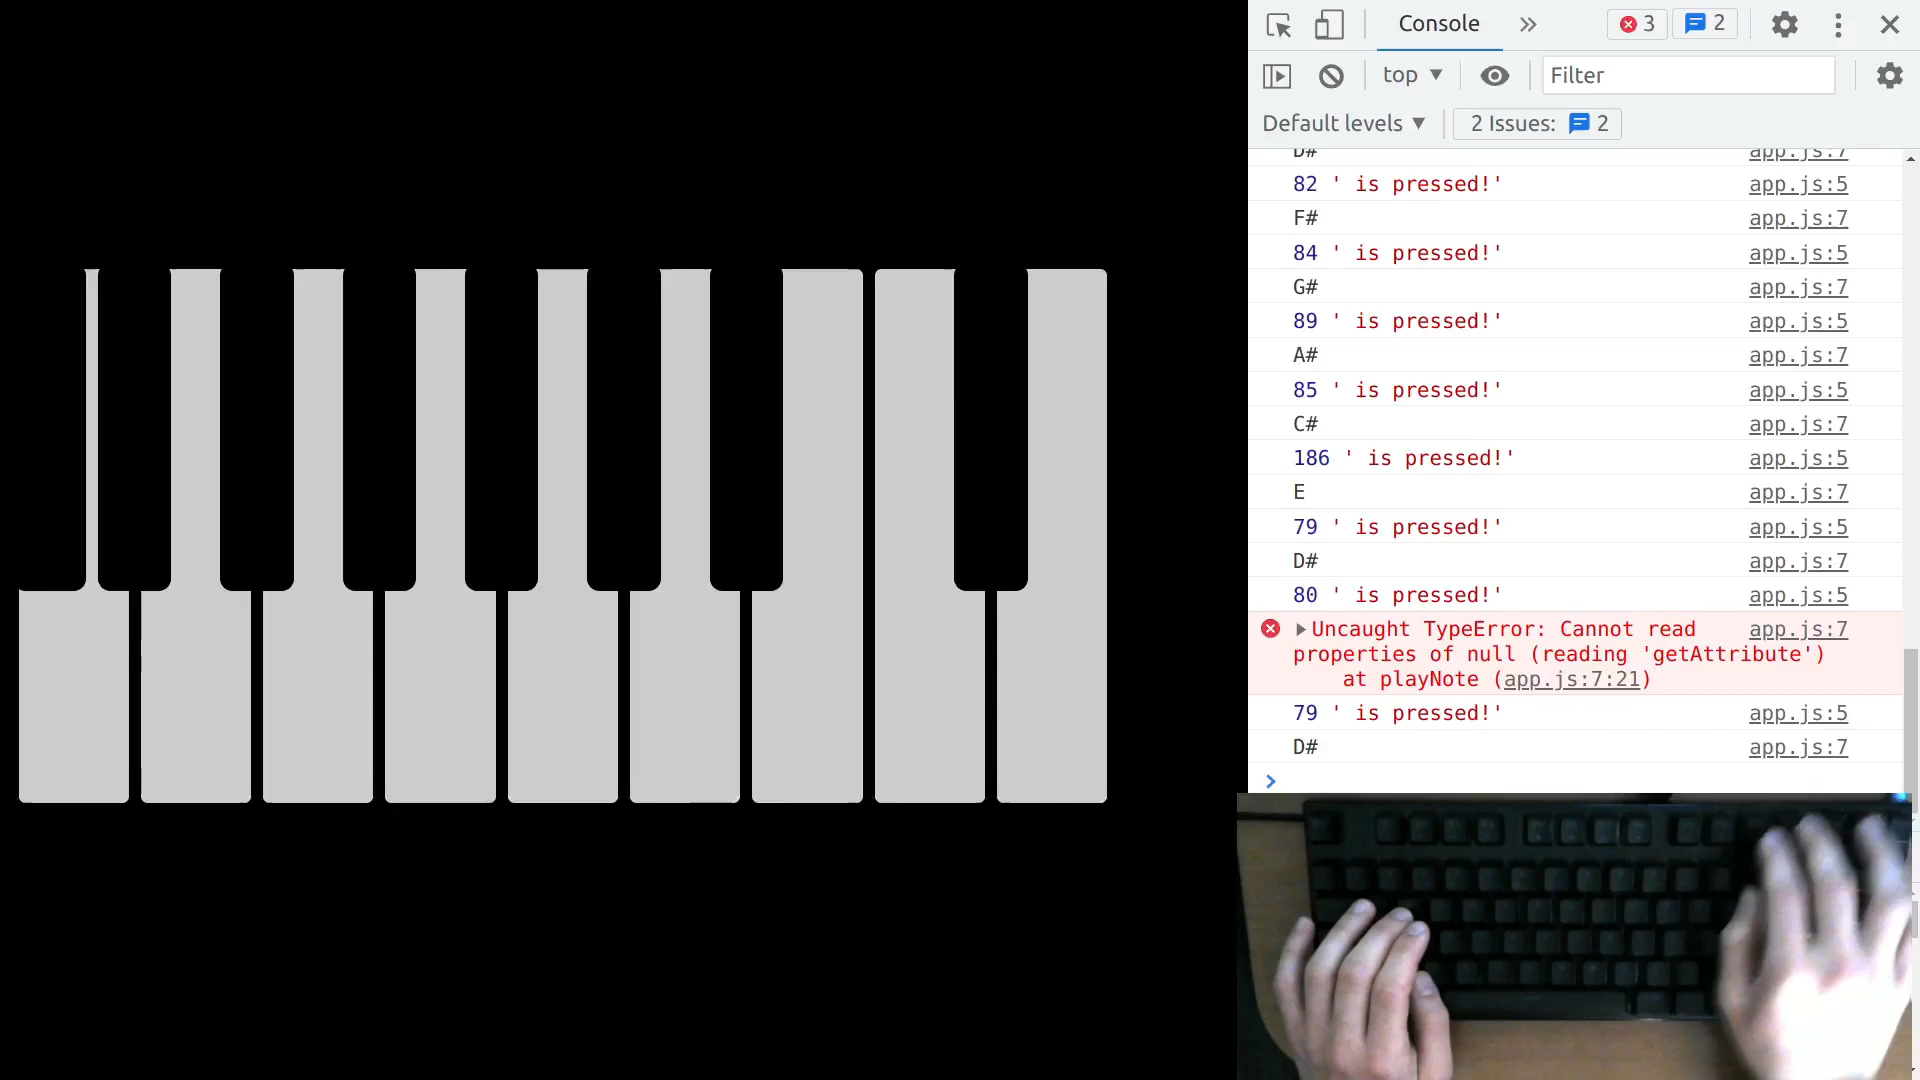 Console
3
2
top
Filter
Default levels
2 Issues: 2
D# app.js:7
82 ' is pressed!' app.js:5
F# app.js:7
84 ' is pressed!' app.js:5
G# app.js:7
89 ' is pressed!' app.js:5
A# app.js:7
85 ' is pressed!' app.js:5
C# app.js:7
186 ' is pressed!' app.js:5
E app.js:7
79 ' is pressed!' app.js:5
D# app.js:7
80 ' is pressed!' app.js:5
Uncaught TypeError: Cannot read app.js:7
properties of null (reading 'getAttribute')
at playNote (app.js:7:21)
79 ' is pressed!' app.js:5
D# app.js:7